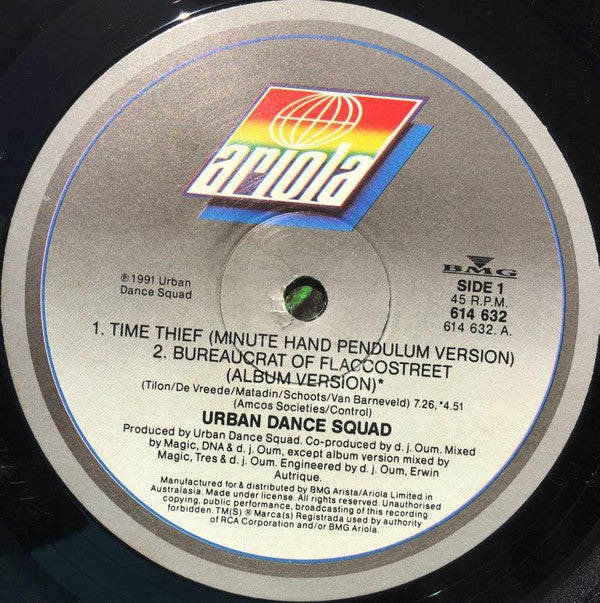 ariola
℗ 1991 Urban
Dance Squad
BMG
SIDE 1
45 R.P.M.
614 632
614 632. A.
1. TIME THIEF (MINUTE HAND PENDULUM VERSION)
2. BUREAUCRAT OF FLACCOSTREET
(ALBUM VERSION)*
(Tilon/De Vreede/Matadin/Schoots/Van Barneveld) 7.26, *4.51
(Amcos Societies/Control)
URBAN DANCE SQUAD
Produced by Urban Dance Squad. Co-produced by d. j. Oum. Mixed
by Magic, DNA & d. j. Oum, except album version mixed by
Magic, Tres & d. j. Oum. Engineered by d. j. Oum, Erwin
Autrique.
Manufactured for & distributed by BMG Arista/Ariola Limited in
Australasia. Made under license. All rights reserved. Unauthorised
copying, public performance, broadcasting of this recording
forbidden. TM(S) ® Marca(s) Registrada used by authority
of RCA Corporation and/or BMG Ariola.